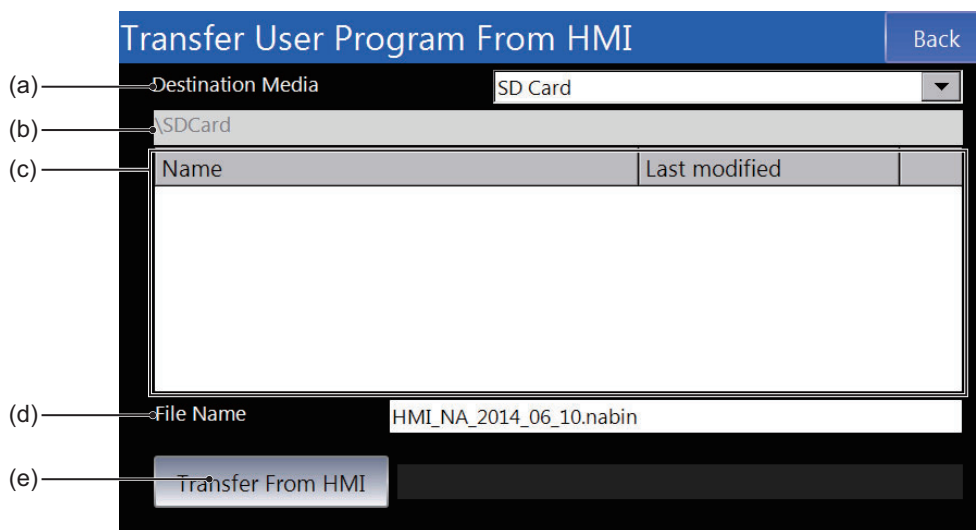 Transfer User Program From HMI Back
(a) Destination Media SD Card
(b) \SDCard
(c) Name Last modified
(d) File Name HMI_NA_2014_06_10.nabin
(e) Transfer From HMI